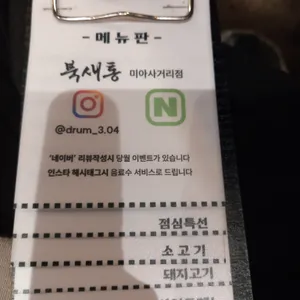 - 메뉴판 -
북새통 미아사거리점
N
@drum_3.04
'네이버' 리뷰작성시 당월 이벤트가 있습니다
인스타 해시태그시 음료수 서비스로 드립니다
점심특선
소고기
돼지고기